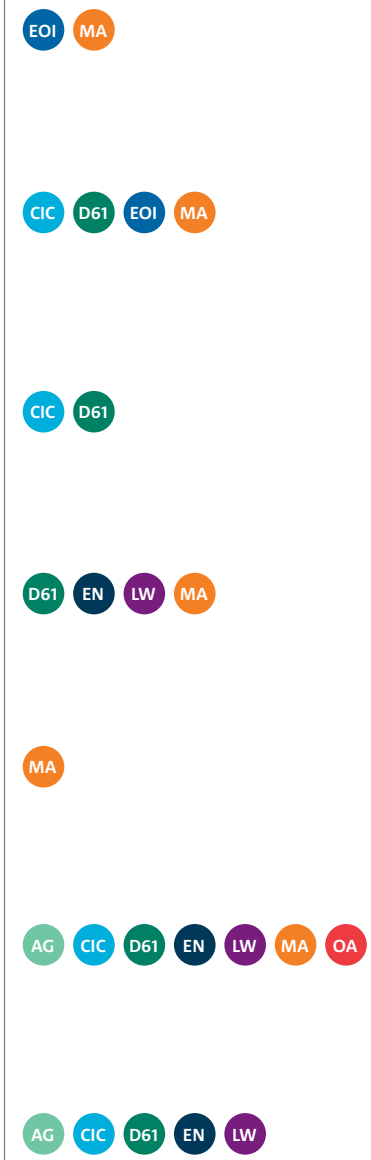 EOI MA
CIC D61 EOI MA
CIC D61
D61 EN LW MA
MA
AG CIC D61 EN LW MA OA
AG CIC D61 EN LW